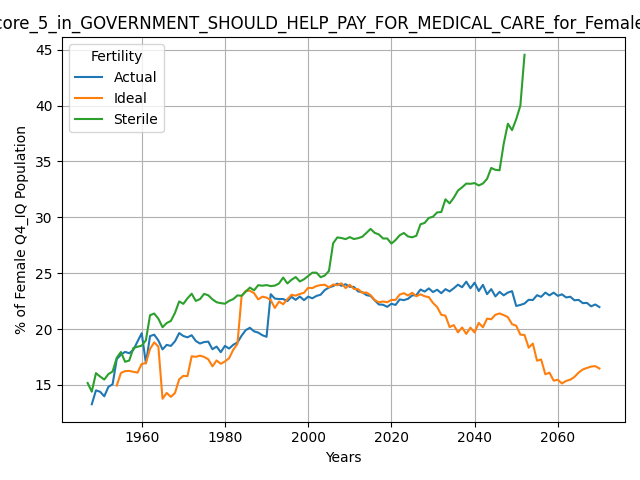 core_5_in_GOVERNMENT_SHOULD_HELP_PAY_FOR_MEDICAL_CARE_for_Female
Fertility
Actual
Ideal
Sterile
45
40
35
30
25
20
15
% of Female Q4_IQ Population
1960 1980 2000 2020 2040 2060
Years